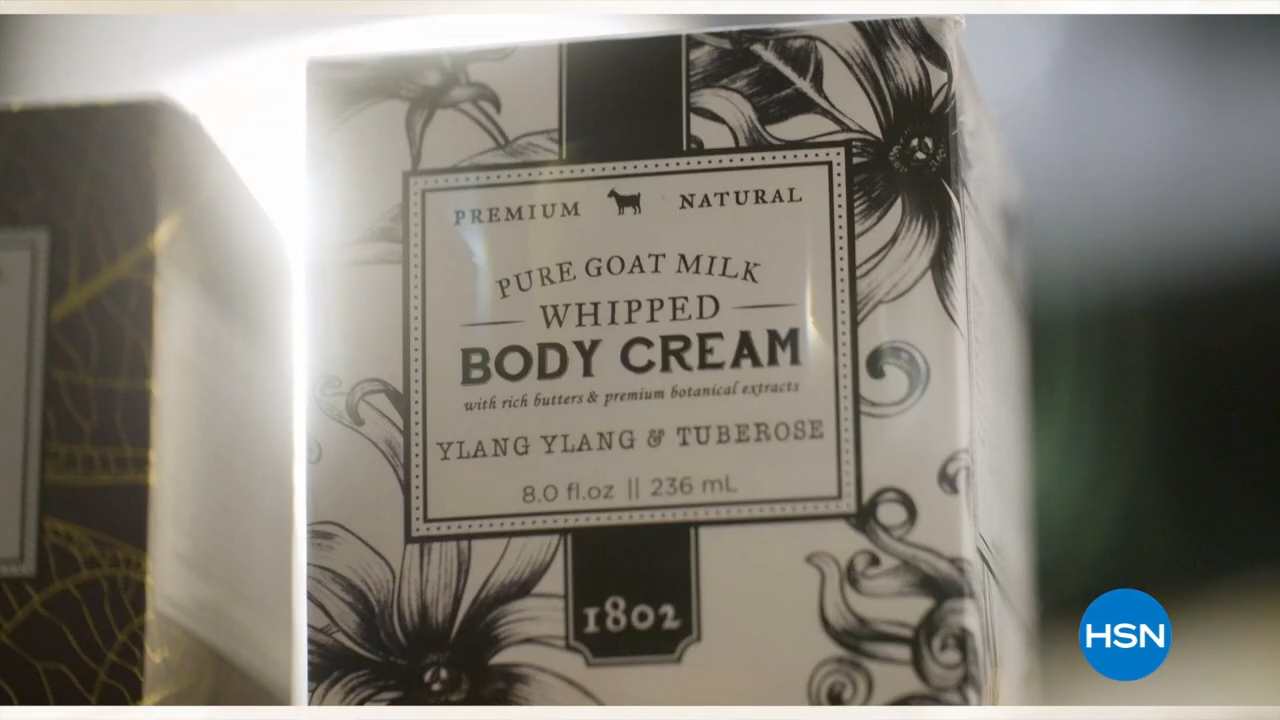 PREMIUM NATURAL
PURE GOAT MILK
WHIPPED
BODY CREAM
with rich butters & premium botanical extracts
YLANG YLANG & TUBEROSE
8.0 fl.oz || 236 mL
1802
HSN